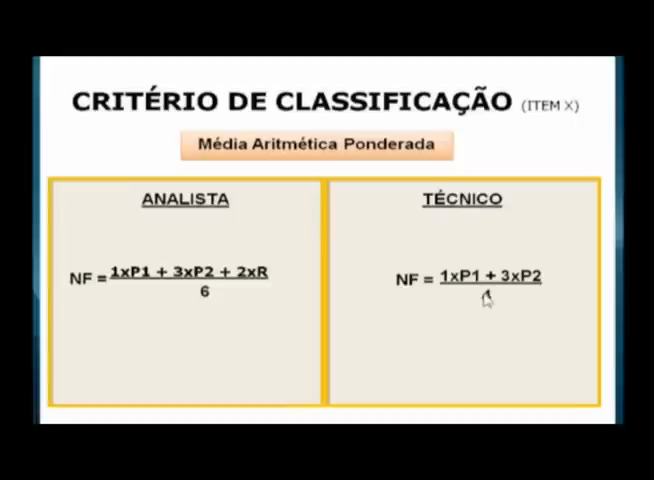 CRITÉRIO DE CLASSIFICAÇÃO (ITEM X)
Média Aritmética Ponderada
ANALISTA
NF = 1xP1 + 3xP2 + 2xR
6
TÉCNICO
NF = 1xP1 + 3xP2